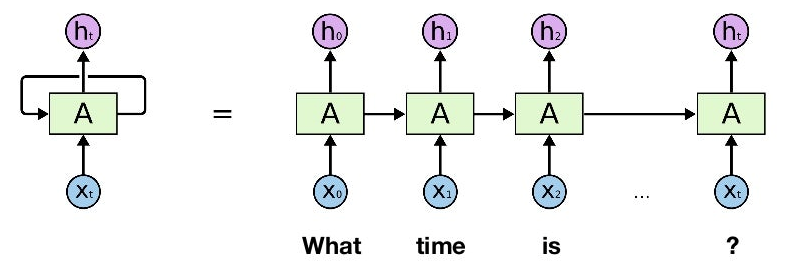 hₜ h₀ h₁ h₂ hₜ
A = A A A A
xₜ x₀ x₁ x₂ ... xₜ
What time is ?